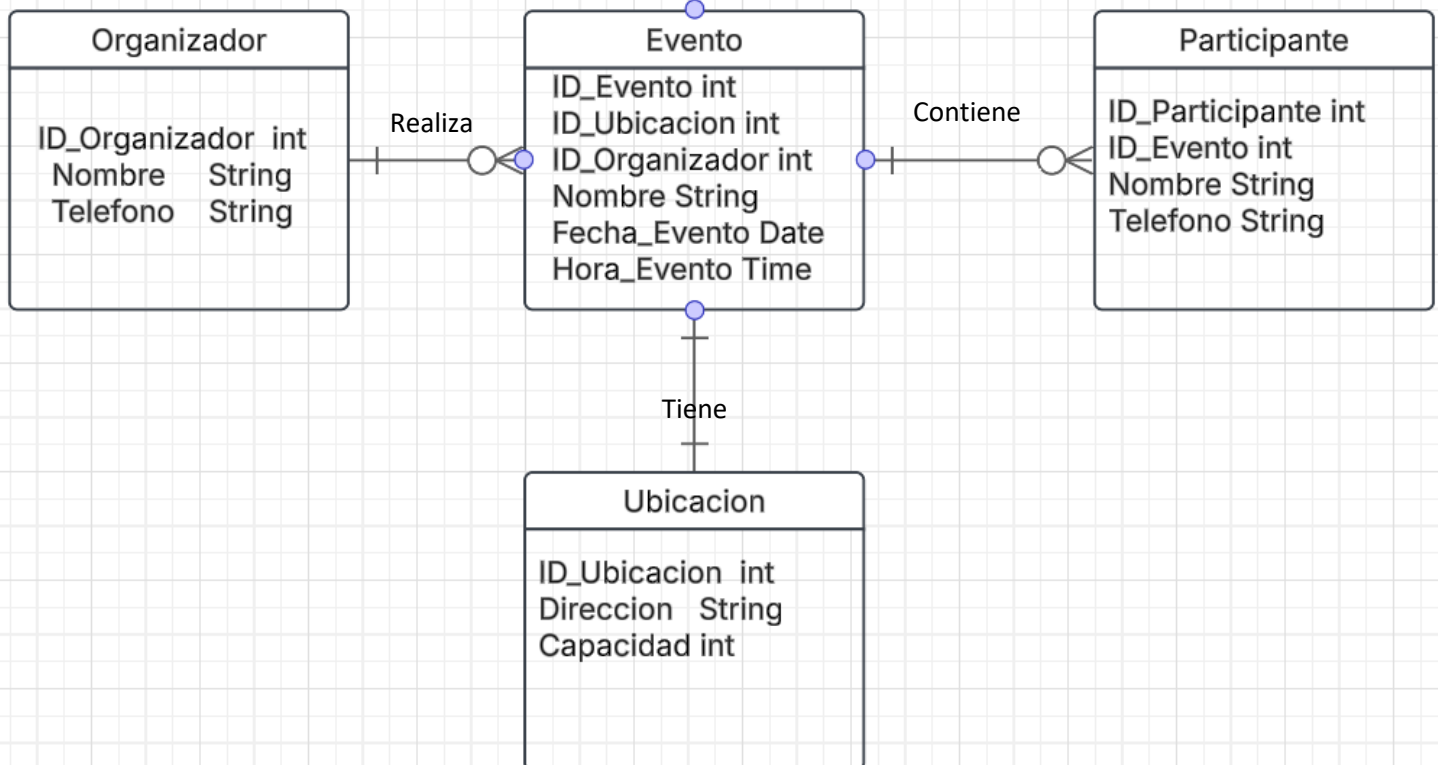 Organizador
ID_Organizador int
Nombre String
Telefono String
Realiza
Evento
ID_Evento int
ID_Ubicacion int
ID_Organizador int
Nombre String
Fecha_Evento Date
Hora_Evento Time
Contiene
Participante
ID_Participante int
ID_Evento int
Nombre String
Telefono String
Tiene
Ubicacion
ID_Ubicacion int
Direccion String
Capacidad int